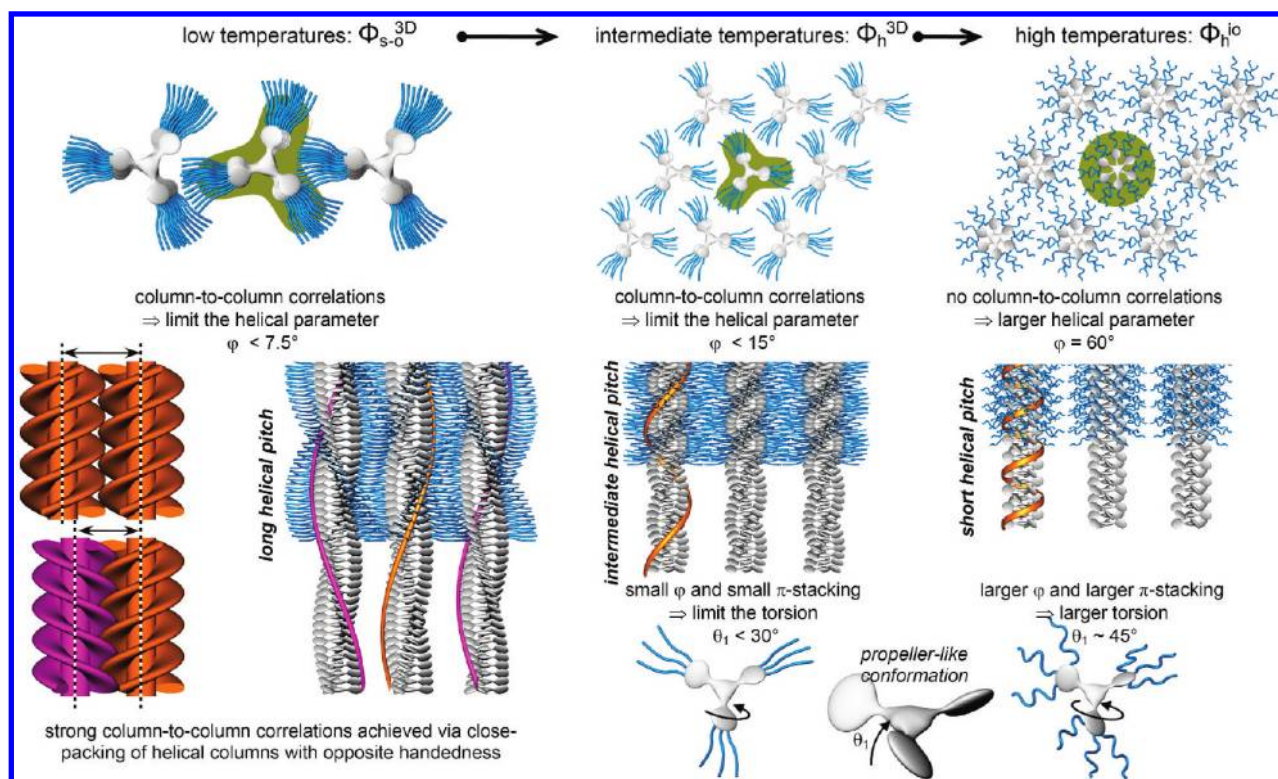 low temperatures: Φs-o3D
intermediate temperatures: Φh3D
high temperatures: Φhio
column-to-column correlations
⇒ limit the helical parameter
φ < 7.5°
column-to-column correlations
⇒ limit the helical parameter
φ < 15°
no column-to-column correlations
⇒ larger helical parameter
φ = 60°
long helical pitch
intermediate helical pitch
short helical pitch
strong column-to-column correlations achieved via close-
packing of helical columns with opposite handedness
small φ and small π-stacking
⇒ limit the torsion
θ1 < 30°
propeller-like
conformation
θ1
larger φ and larger π-stacking
⇒ larger torsion
θ1 ~ 45°